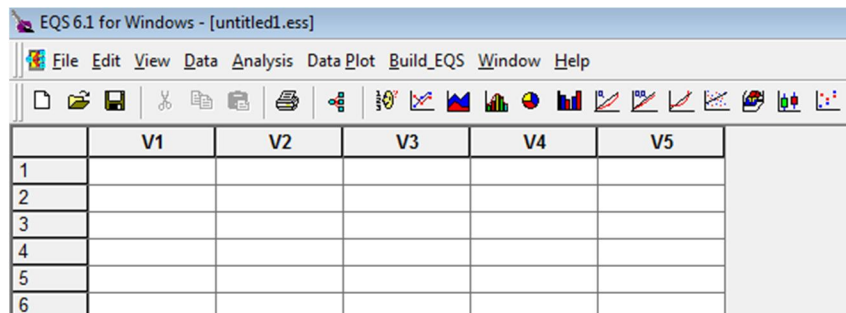 EQS 6.1 for Windows - [untitled1.ess]
File Edit View Data Analysis Data Plot Build_EQS Window Help
V1 V2 V3 V4 V5
1
2
3
4
5
6